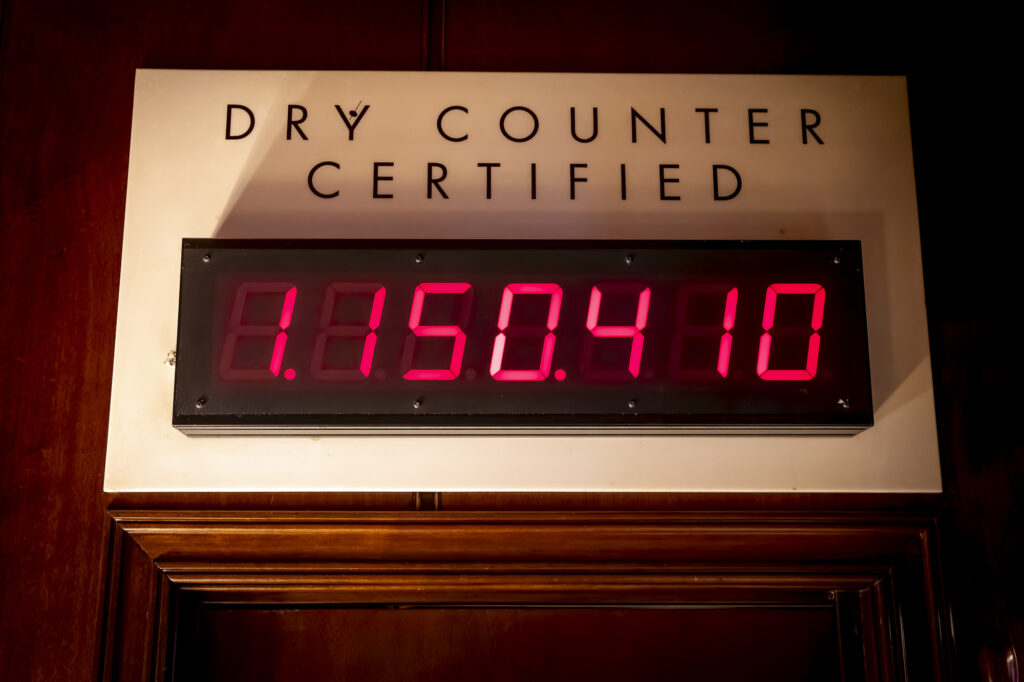 DRY COUNTER
CERTIFIED
1.150.410